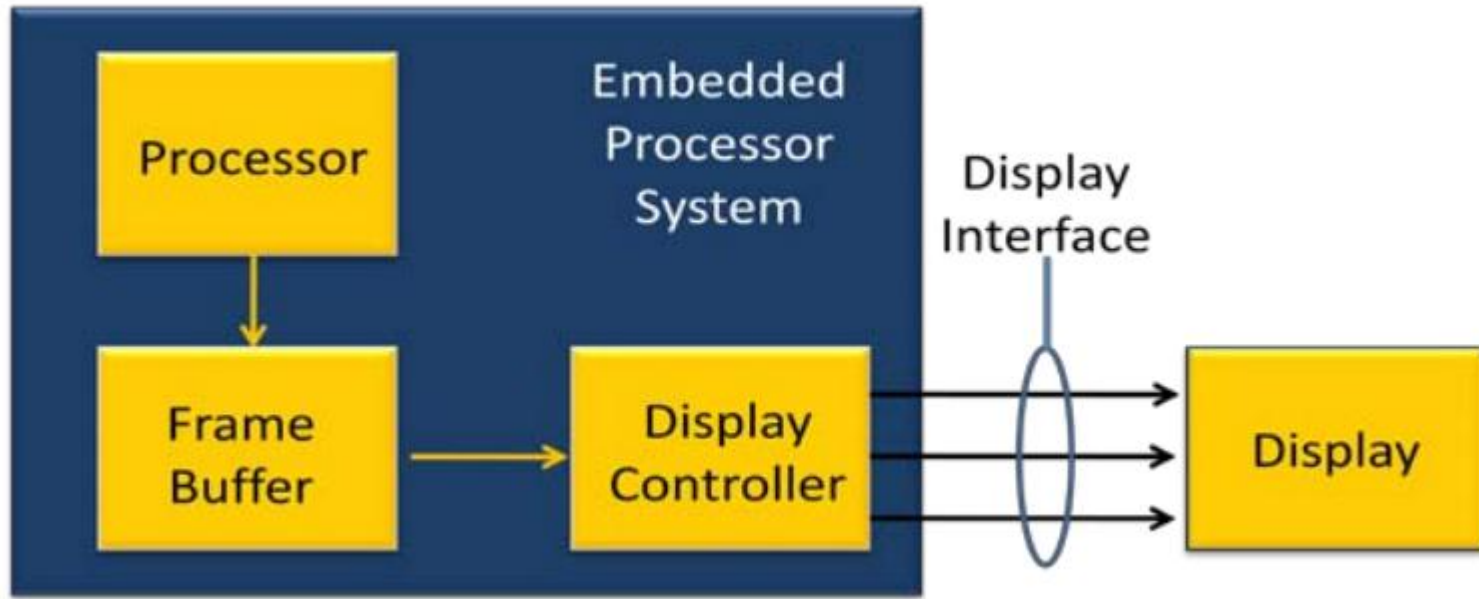 Processor
Embedded
Processor
System
Display
Interface
Frame
Buffer
Display
Controller
Display